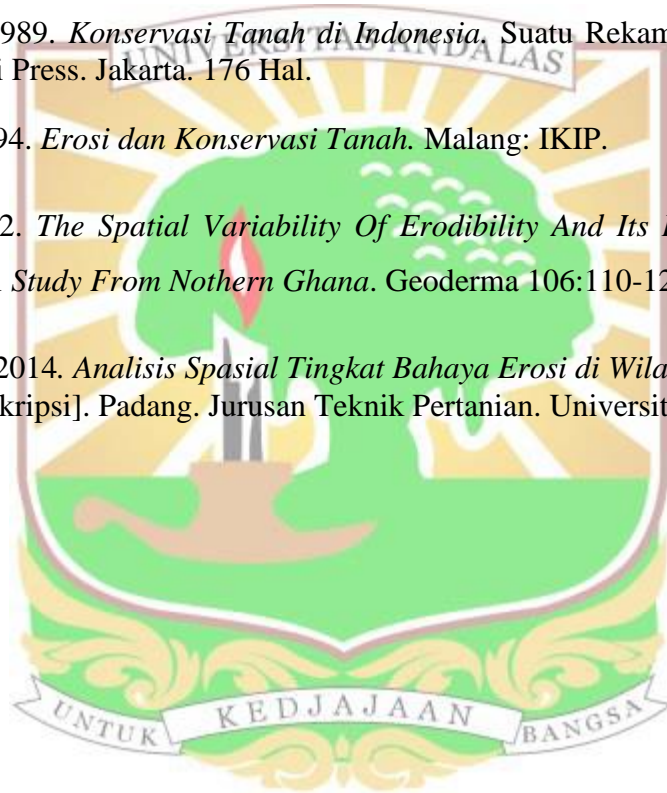 989. Konservasi Tanah di Indonesia. Suatu Rekam
UNIVERSITAS ANDALAS
i Press. Jakarta. 176 Hal.
94. Erosi dan Konservasi Tanah. Malang: IKIP.
2. The Spatial Variability Of Erodibility And Its
Study From Nothern Ghana. Geoderma 106:110-12
2014. Analisis Spasial Tingkat Bahaya Erosi di Wila
kripsi]. Padang. Jurusan Teknik Pertanian. Universit
UNTUK KEDJAJAAN BANGSA